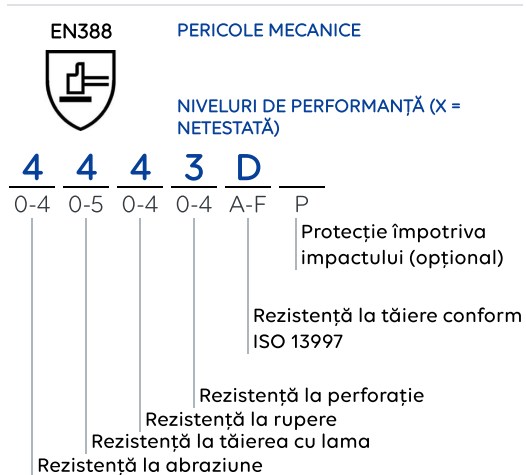 EN388
PERICOLE MECANICE
NIVELURI DE PERFORMANȚĂ (X =
NETESTATĂ)
4 4 4 3 D
0-4 0-5 0-4 0-4 A-F P
Protecție împotriva
impactului (opțional)
Rezistență la tăiere conform
ISO 13997
Rezistență la perforație
Rezistență la rupere
Rezistență la tăierea cu lama
Rezistență la abraziune